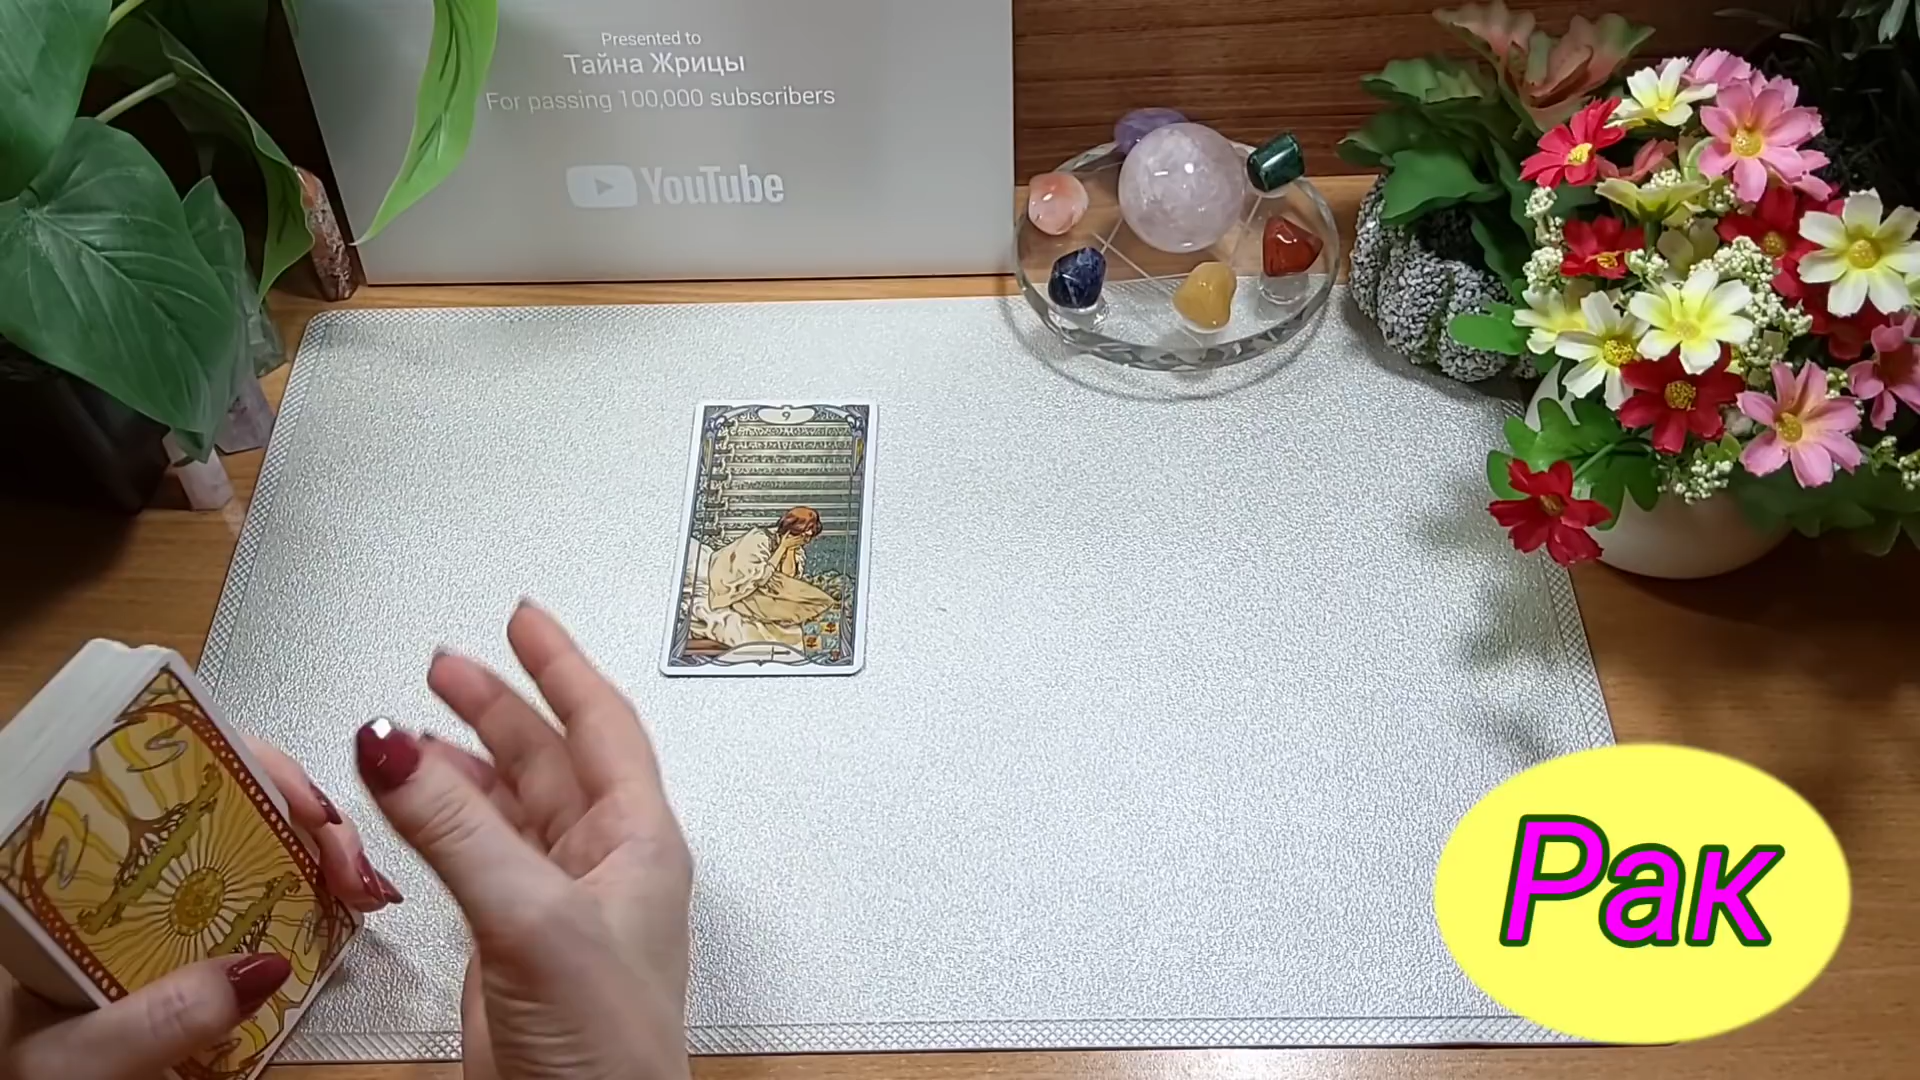 Presented to
Тайна Жрицы
For passing 100,000 subscribers
YouTube
9
Рак